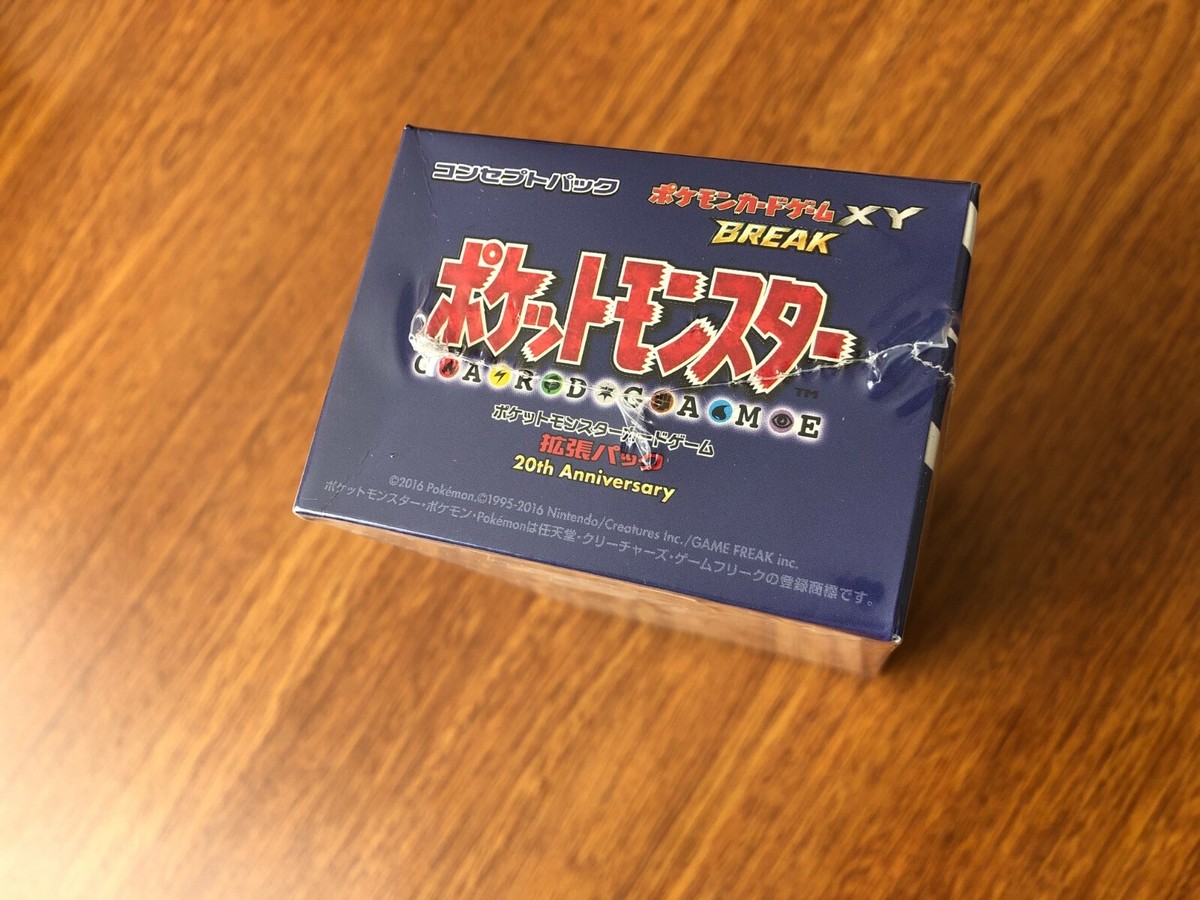 コンセプトパック
ポケモンカードゲーム XY
BREAK
ポケットモンスター
TM
CARD GAME
ポケットモンスターカードゲーム
拡張パック
20th Anniversary
©2016 Pokémon.©1995-2016 Nintendo/Creatures Inc./GAME FREAK inc.
ポケットモンスター・ポケモン・Pokémonは任天堂・クリーチャーズ・ゲームフリークの登録商標です。